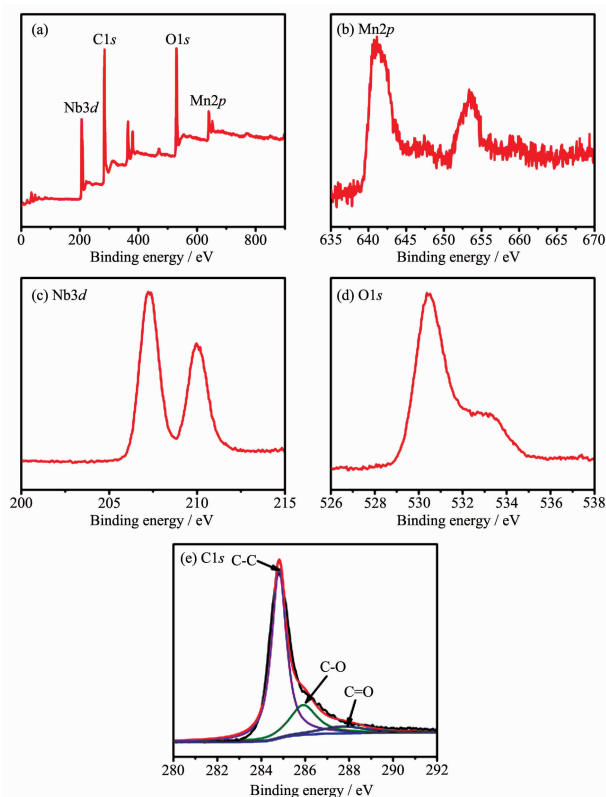 (a)
C1s
O1s
Nb3d
Mn2p
0 200 400 600 800
Binding energy / eV
(b) Mn2p
635 640 645 650 655 660 665 670
Binding energy / eV
(c) Nb3d
200 205 210 215
Binding energy / eV
(d) O1s
526 528 530 532 534 536 538
Binding energy / eV
(e) C1s
C-C
C-O
C=O
280 282 284 286 288 290 292
Binding energy / eV